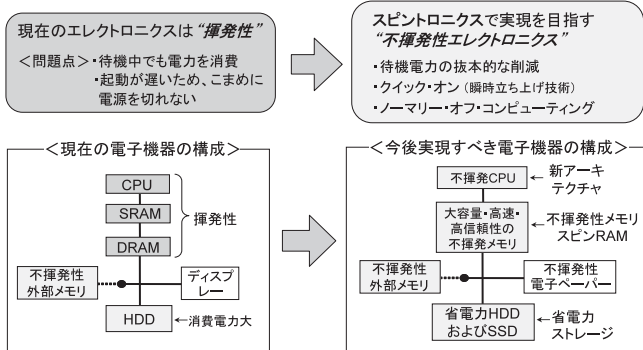 現在のエレクトロニクスは“揮発性”
＜問題点＞・待機中でも電力を消費
・起動が遅いため、こまめに
電源を切れない
スピントロニクスで実現を目指す
“不揮発性エレクトロニクス”
・待機電力の抜本的な削減
・クイック・オン（瞬時立ち上げ技術）
・ノーマリー・オフ・コンピューティング
＜現在の電子機器の構成＞
CPU
SRAM
DRAM
揮発性
不揮発性
外部メモリ
ディスプ
レー
HDD
←消費電力大
＜今後実現すべき電子機器の構成＞
不揮発CPU
←新アーキ
テクチャ
大容量・高速・
高信頼性の
不揮発メモリ
←不揮発性メモリ
スピンRAM
不揮発性
外部メモリ
不揮発性
電子ペーパー
省電力HDD
およびSSD
←省電力
ストレージ